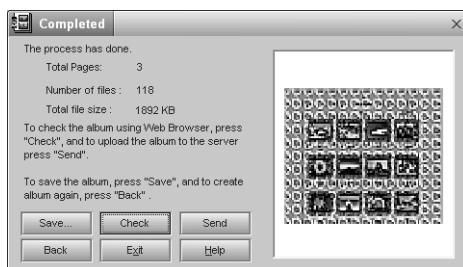 Completed
The process has done.
Total Pages: 3
Number of files : 118
Total file size : 1892 KB
To check the album using Web Browser, press
"Check", and to upload the album to the server
press "Send".
To save the album, press "Save", and to create
album again, press "Back" .
Save... Check Send
Back Exit Help